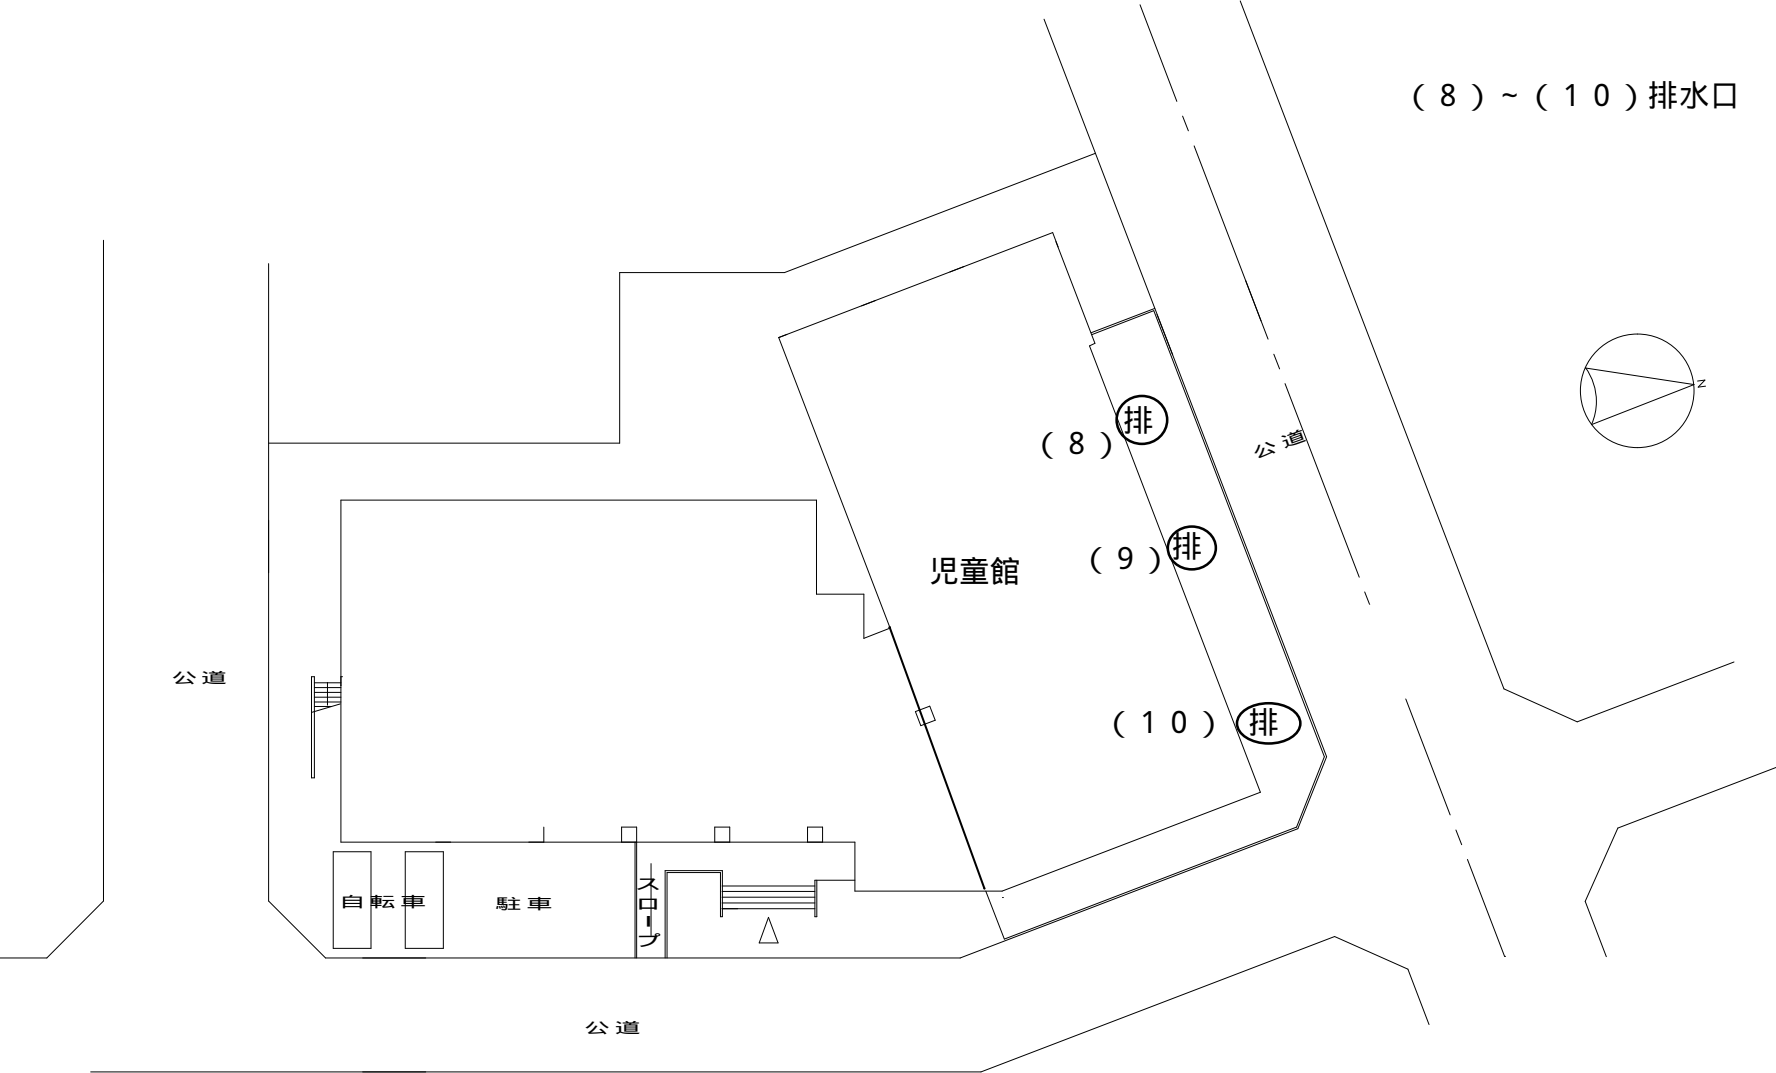 （８）~（１０）排水口
排
（８）
公道
排
（９）
児童館
公道
排
（１０）
自転車
駐車
スロープ
公道
N